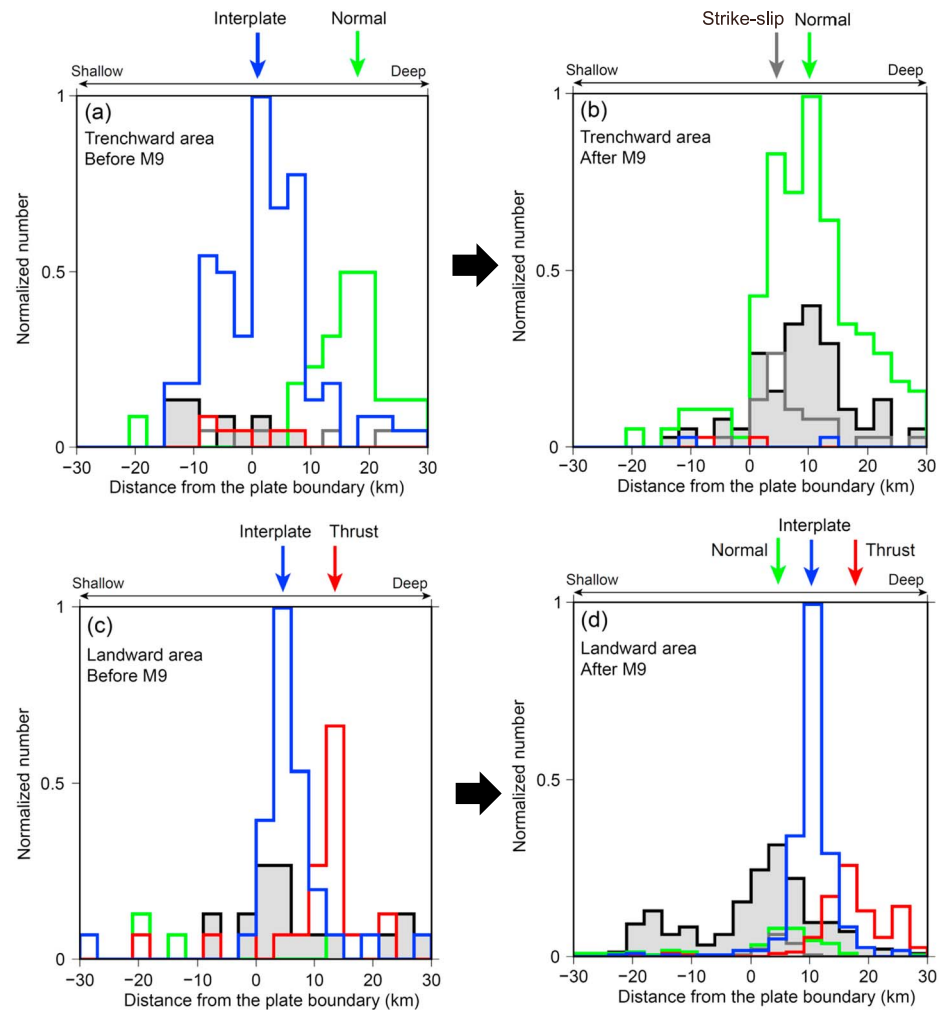 Interplate Normal
Shallow Deep
(a)
Trenchward area
Before M9
1
0.5
0
Normalized number
−30 −20 −10 0 10 20 30
Distance from the plate boundary (km)
Strike-slip Normal
Shallow Deep
(b)
Trenchward area
After M9
1
0.5
0
Normalized number
−30 −20 −10 0 10 20 30
Distance from the plate boundary (km)
Interplate Thrust
Shallow Deep
(c)
Landward area
Before M9
1
0.5
0
Normalized number
−30 −20 −10 0 10 20 30
Distance from the plate boundary (km)
Interplate
Normal Thrust
Shallow Deep
(d)
Landward area
After M9
1
0.5
0
Normalized number
−30 −20 −10 0 10 20 30
Distance from the plate boundary (km)